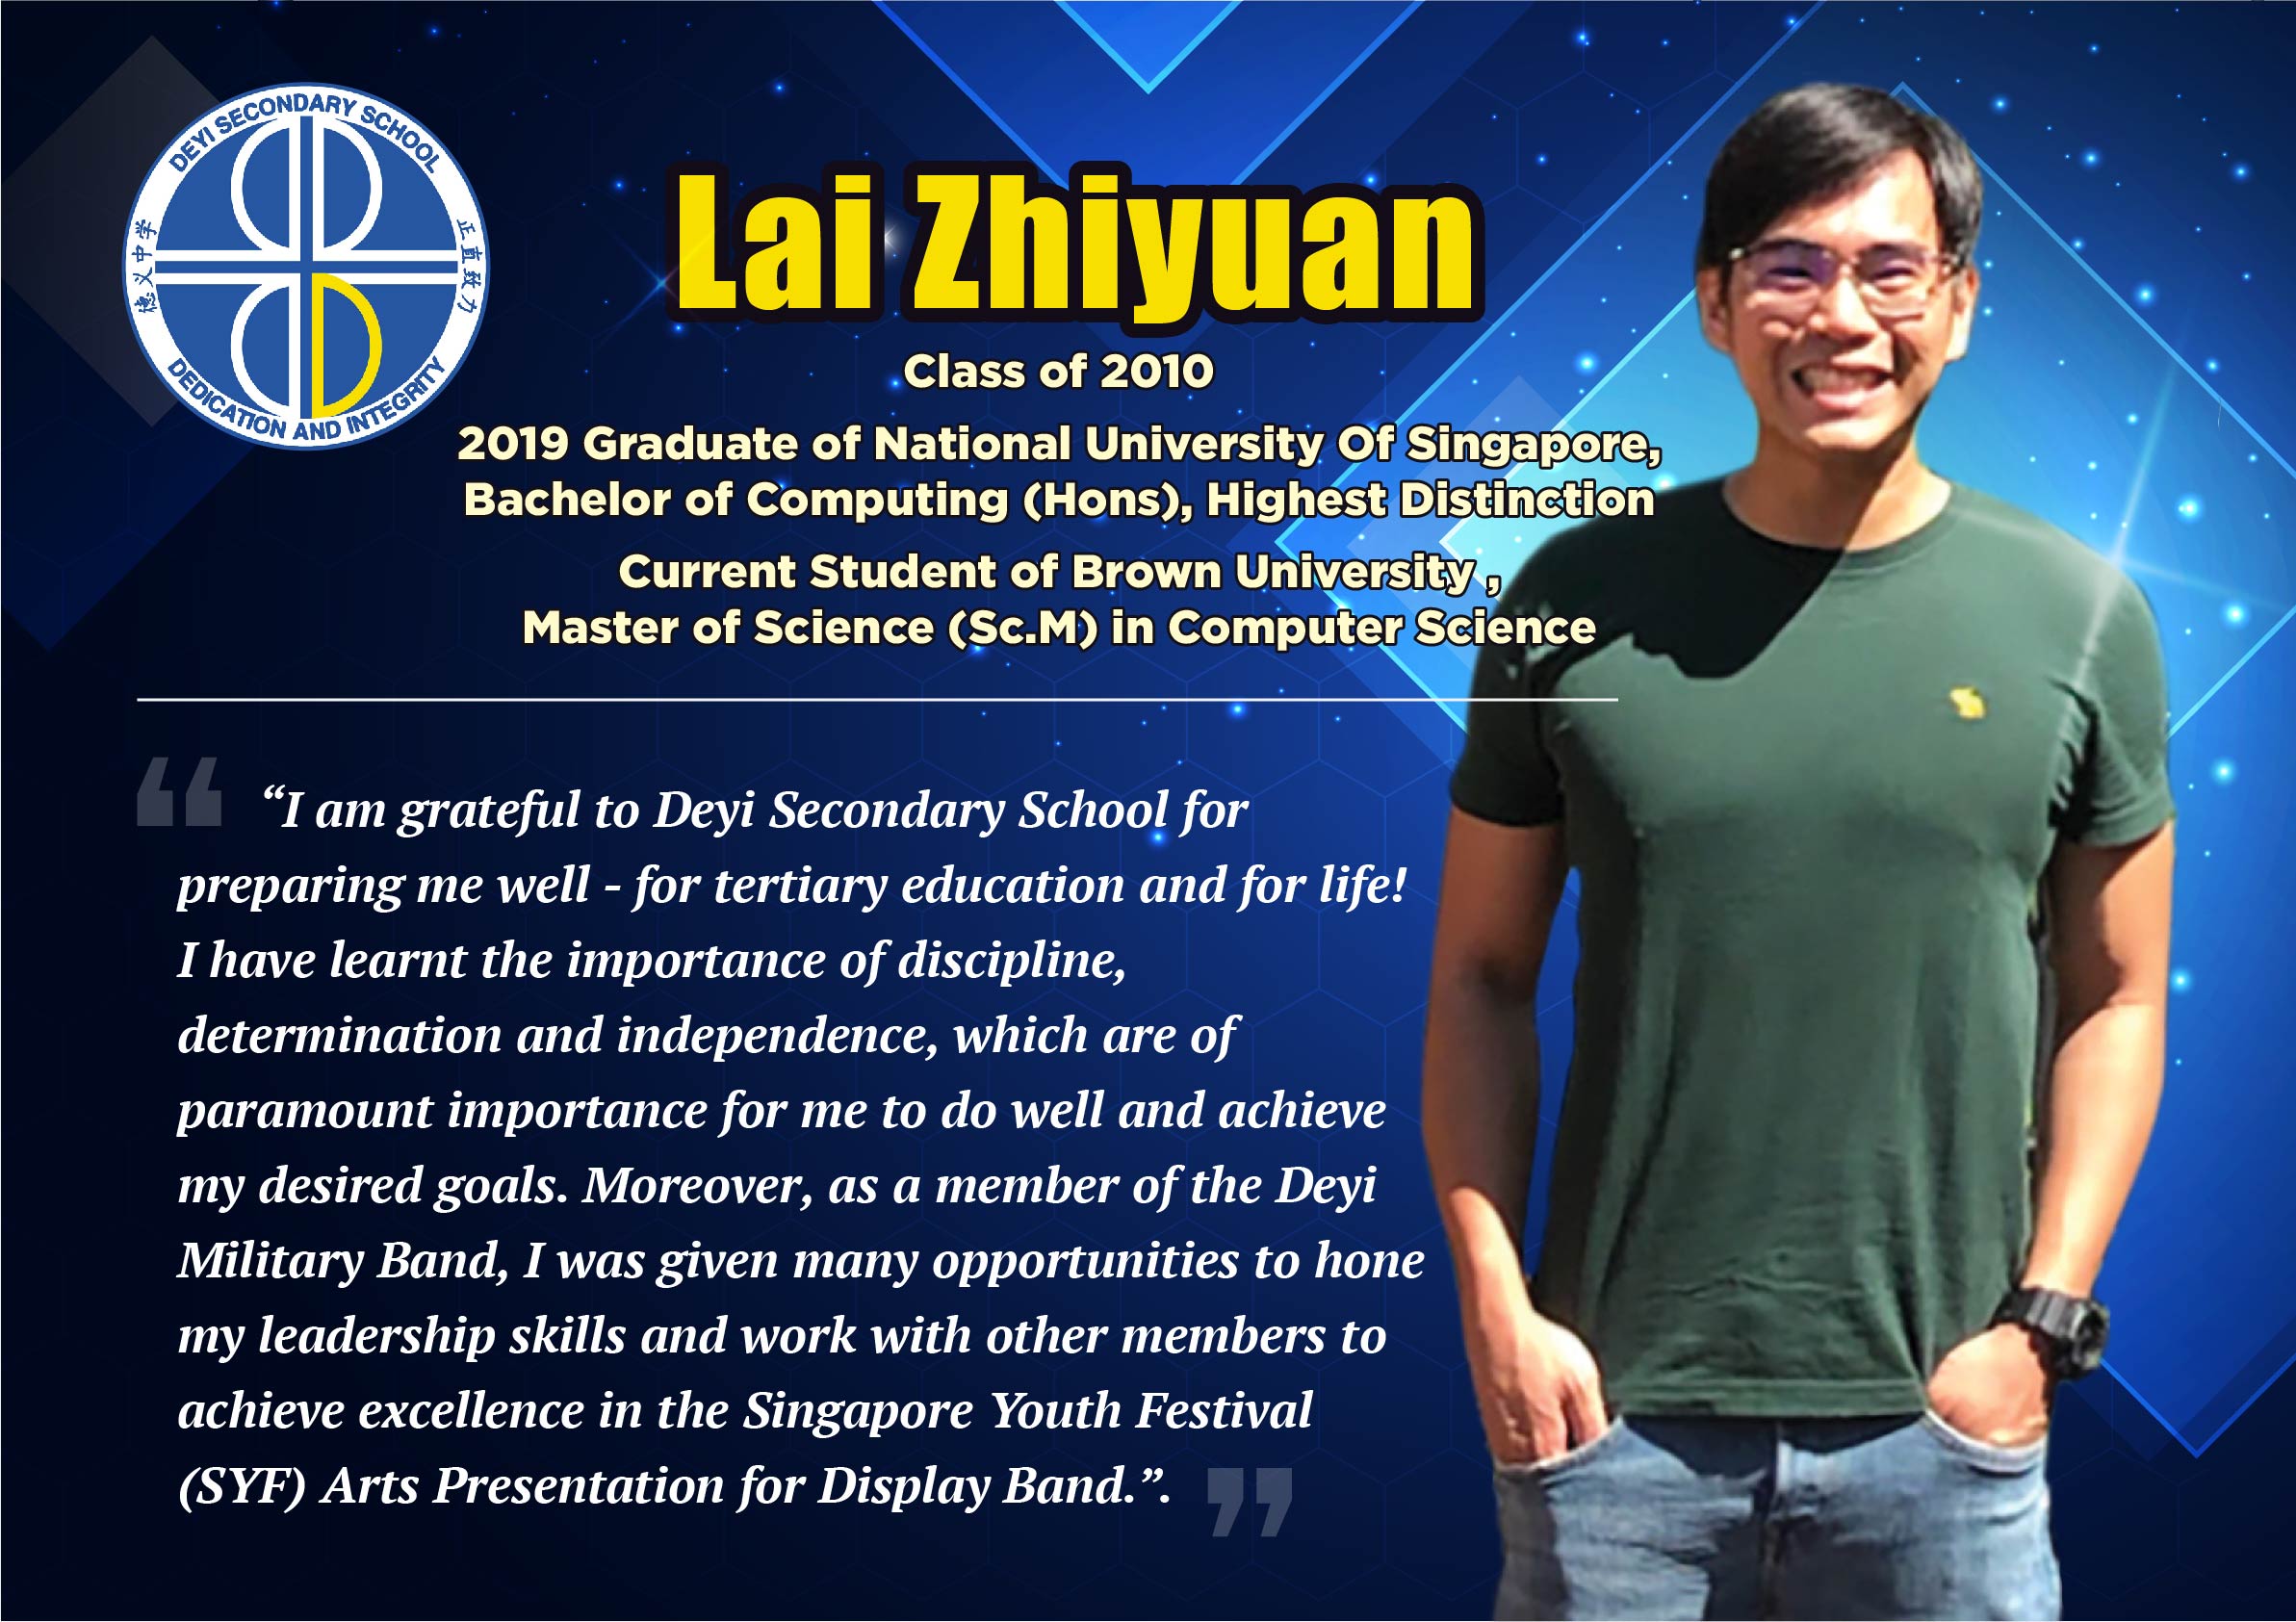 DEYI SECONDARY SCHOOL
德义中学
正直致力
DEDICATION AND INTEGRITY
Lai Zhiyuan
Class of 2010
2019 Graduate of National University Of Singapore,
Bachelor of Computing (Hons), Highest Distinction
Current Student of Brown University ,
Master of Science (Sc.M) in Computer Science
“I am grateful to Deyi Secondary School for
preparing me well - for tertiary education and for life!
I have learnt the importance of discipline,
determination and independence, which are of
paramount importance for me to do well and achieve
my desired goals. Moreover, as a member of the Deyi
Military Band, I was given many opportunities to hone
my leadership skills and work with other members to
achieve excellence in the Singapore Youth Festival
(SYF) Arts Presentation for Display Band.”.